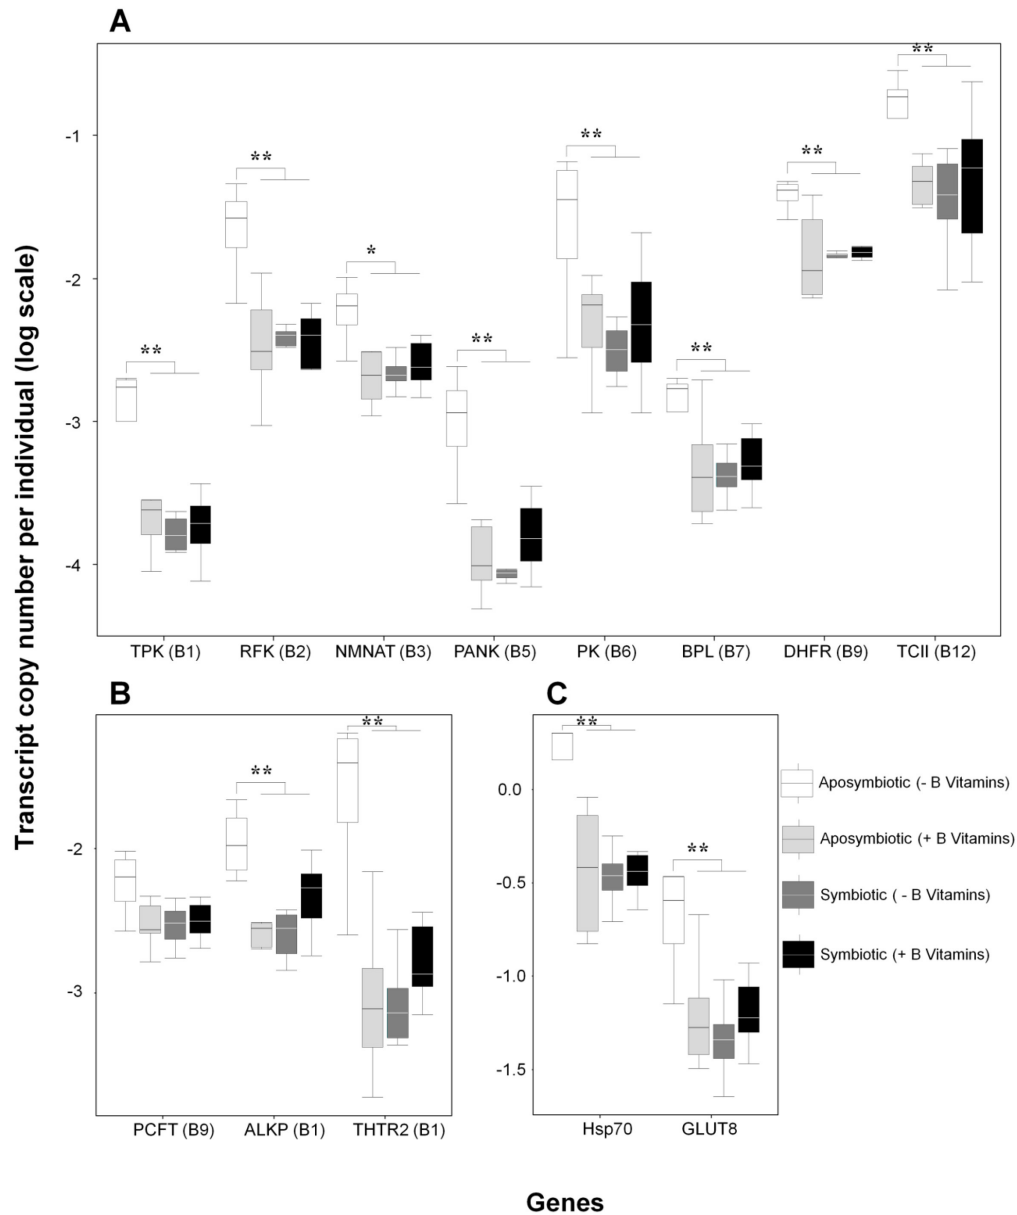 A
Transcript copy number per individual (log scale)
-1
-2
-3
-4
**
**
*
**
**
**
**
**
TPK (B1) RFK (B2) NMNAT (B3) PANK (B5) PK (B6) BPL (B7) DHFR (B9) TCII (B12)
B
-2
-3
**
**
PCFT (B9) ALKP (B1) THTR2 (B1)
C
0.0
-0.5
-1.0
-1.5
**
**
Hsp70 GLUT8
Aposymbiotic (- B Vitamins)
Aposymbiotic (+ B Vitamins)
Symbiotic (- B Vitamins)
Symbiotic (+ B Vitamins)
Genes